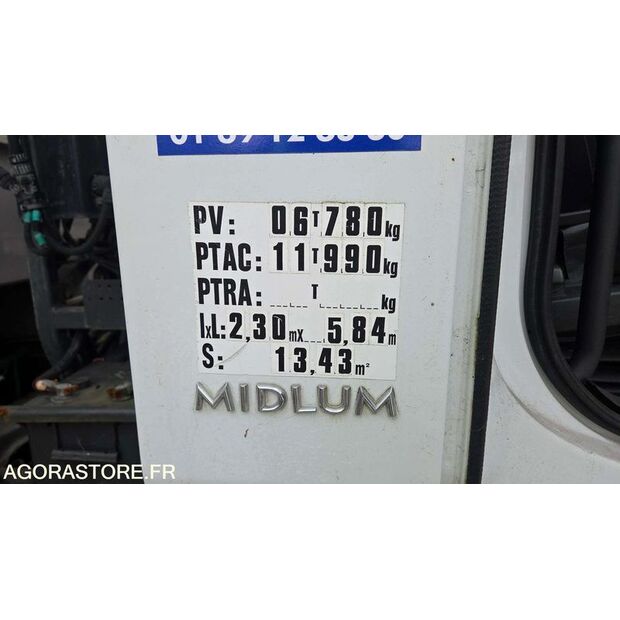 PV: 06T780kg
PTAC: 11T990kg
PTRA: T kg
lxL: 2,30mx 5,84m
S: 13,43m²
MIDLUM
AGORASTORE.FR